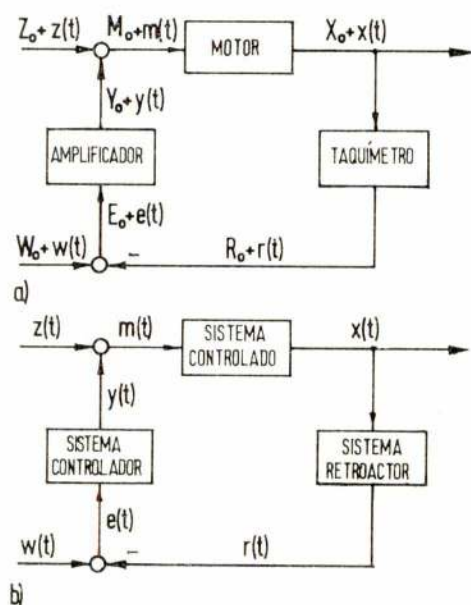 Z₀+z(t)
M₀+m(t)
MOTOR
X₀+x(t)
Y₀+y(t)
AMPLIFICADOR
TAQUÍMETRO
E₀+e(t)
W₀+w(t)
−
R₀+r(t)
a)
z(t)
m(t)
SISTEMA
CONTROLADO
x(t)
y(t)
SISTEMA
CONTROLADOR
SISTEMA
RETROACTOR
e(t)
w(t)
−
r(t)
b)